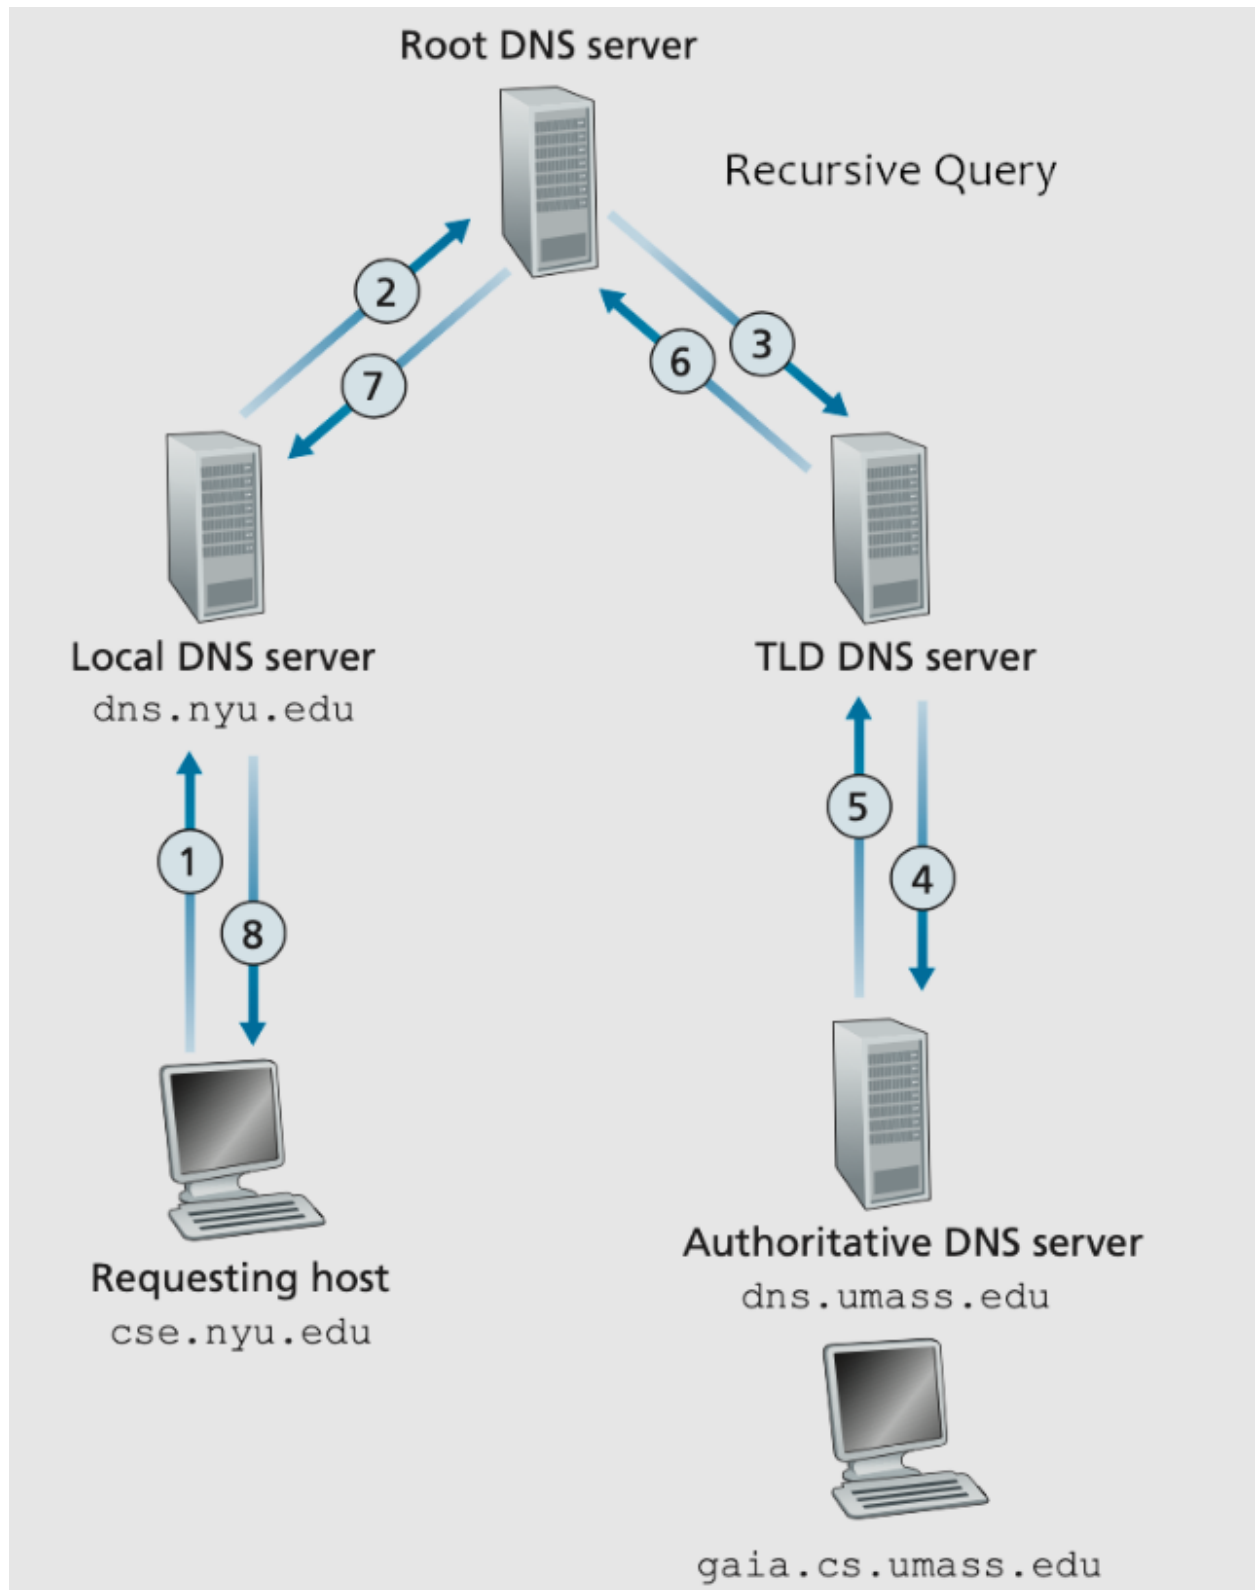 Root DNS server
Recursive Query
2
7
3
6
Local DNS server
dns.nyu.edu
TLD DNS server
1
8
5
4
Requesting host
cse.nyu.edu
Authoritative DNS server
dns.umass.edu
gaia.cs.umass.edu